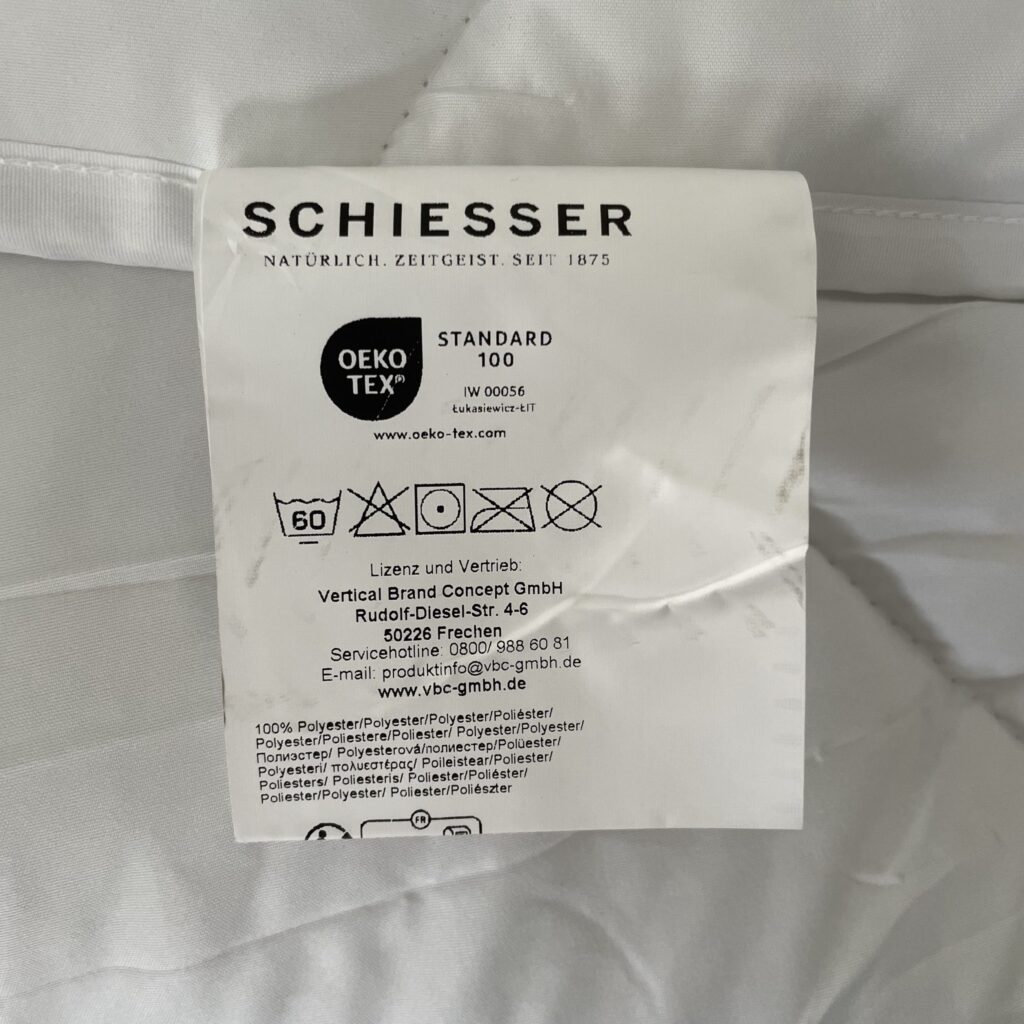 SCHIESSER
NATÜRLICH. ZEITGEIST. SEIT 1875
OEKO
TEX®
STANDARD
100
IW 00056
Łukasiewicz-ŁIT
www.oeko-tex.com
60
Lizenz und Vertrieb:
Vertical Brand Concept GmbH
Rudolf-Diesel-Str. 4-6
50226 Frechen
Servicehotline: 0800/ 988 60 81
E-mail: produktinfo@vbc-gmbh.de
www.vbc-gmbh.de
100% Polyester/Polyester/Polyester/Poliéster/
Polyester/Poliestere/Poliester/ Polyester/Polyester/
Полиэстер/ Polyesterová/полиестер/Polüester/
Polyesteri/ πολυεστέρας/ Poileistear/Poliester/
Poliesters/ Poliesteris/ Poliester/Poliéster/
Poliester/Polyester/ Poliester/Poliészter
FR